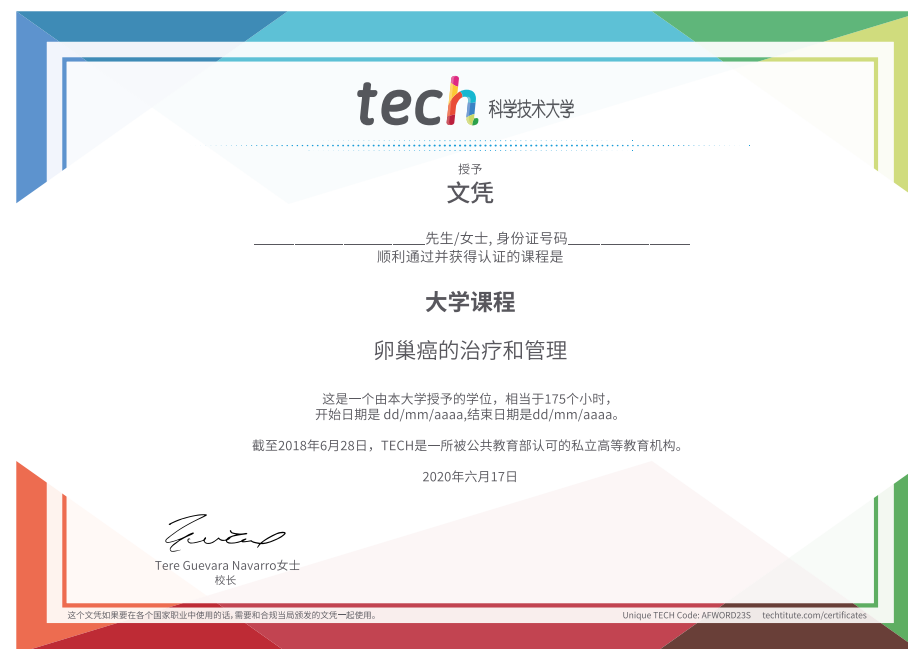 tech 科学技术大学
授予
文凭
_____________________先生/女士, 身份证号码_______________
顺利通过并获得认证的课程是
大学课程
卵巢癌的治疗和管理
这是一个由本大学授予的学位，相当于175个小时，
开始日期是 dd/mm/aaaa,结束日期是dd/mm/aaaa。
截至2018年6月28日，TECH是一所被公共教育部认可的私立高等教育机构。
2020年六月17日
Tere Guevara Navarro女士
校长
这个文凭如果要在各个国家职业中使用的话,需要和合规当局颁发的文凭一起使用。
Unique TECH Code: AFWORD23S techtitute.com/certificates